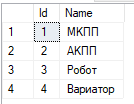 Id Name
1 1 МКПП
2 2 АКПП
3 3 Робот
4 4 Вариатор